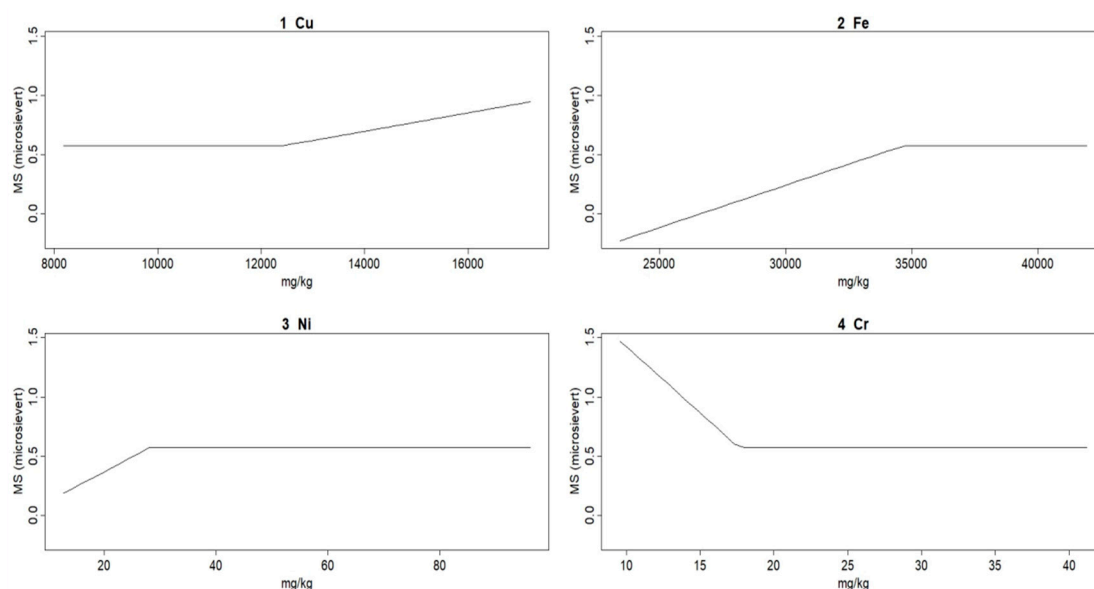 1 Cu
MS (microsievert)
0.0 0.5 1.0 1.5
8000 10000 12000 14000 16000
mg/kg
2 Fe
MS (microsievert)
0.0 0.5 1.0 1.5
25000 30000 35000 40000
mg/kg
3 Ni
MS (microsievert)
0.0 0.5 1.0 1.5
20 40 60 80
mg/kg
4 Cr
MS (microsievert)
0.0 0.5 1.0 1.5
10 15 20 25 30 35 40
mg/kg